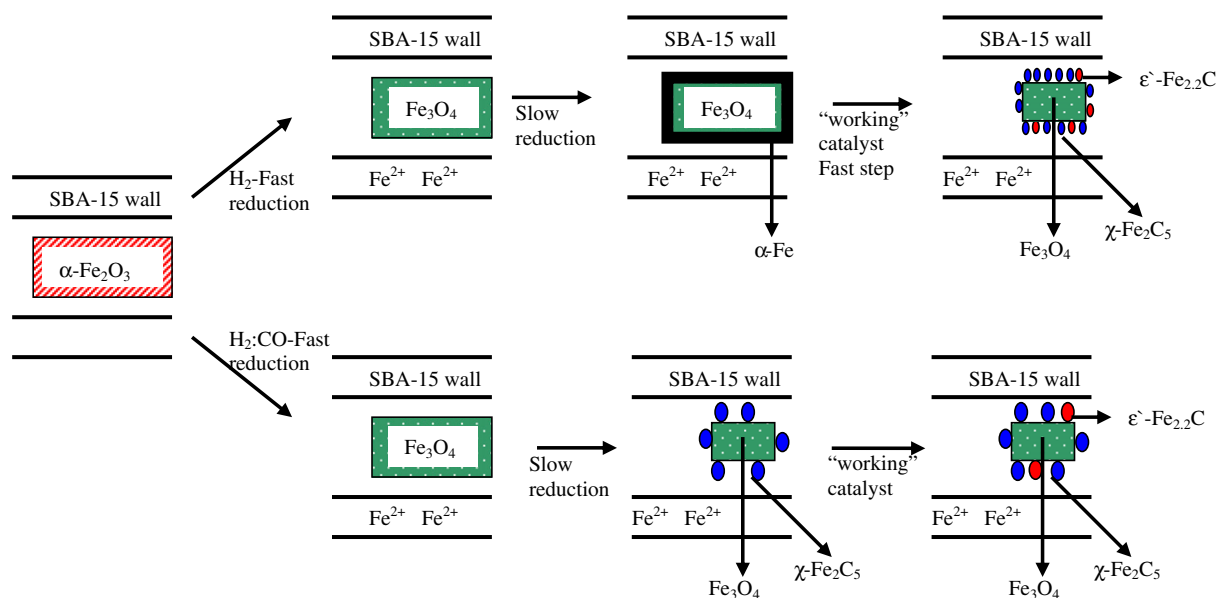 SBA-15 wall
SBA-15 wall
SBA-15 wall
ε`-Fe₂.₂C
Fe₃O₄
Slow
reduction
Fe₃O₄
“working”
catalyst
Fast step
H₂-Fast
reduction
Fe²⁺ Fe²⁺
Fe²⁺ Fe²⁺
Fe²⁺ Fe²⁺
SBA-15 wall
α-Fe
Fe₃O₄
χ-Fe₂C₅
α-Fe₂O₃
H₂:CO-Fast
reduction
SBA-15 wall
SBA-15 wall
SBA-15 wall
ε`-Fe₂.₂C
Fe₃O₄
Slow
reduction
“working”
catalyst
Fe²⁺ Fe²⁺
Fe²⁺ Fe²⁺
Fe²⁺ Fe²⁺
χ-Fe₂C₅
χ-Fe₂C₅
Fe₃O₄
Fe₃O₄